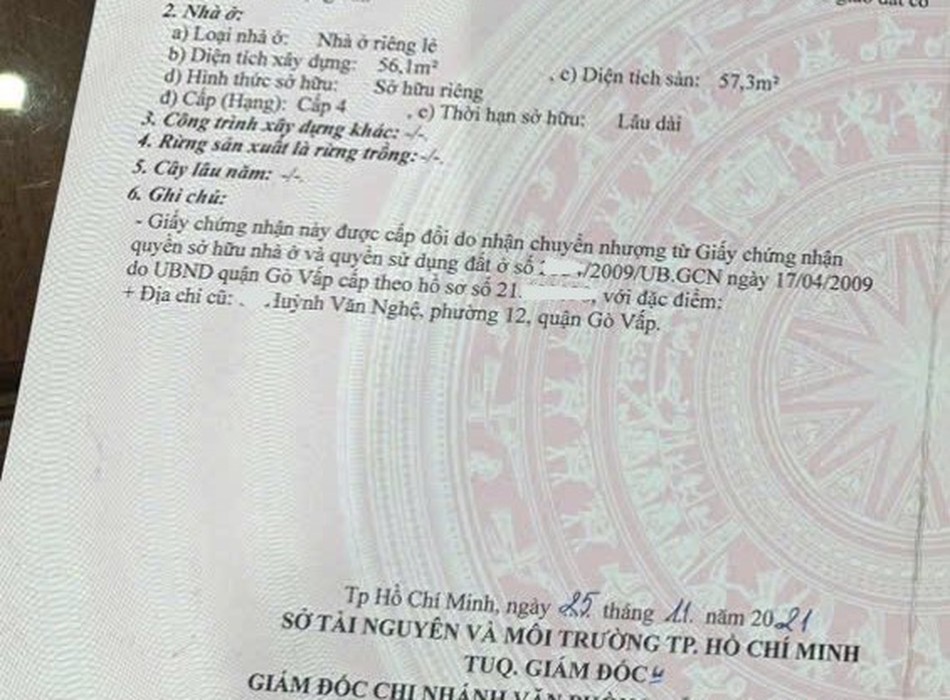 2. Nhà ở:
a) Loại nhà ở: Nhà ở riêng lẻ
b) Diện tích xây dựng: 56,1m² , c) Diện tích sàn: 57,3m²
d) Hình thức sở hữu: Sở hữu riêng
đ) Cấp (Hạng): Cấp 4 , e) Thời hạn sở hữu: Lâu dài
3. Công trình xây dựng khác: -/-.
4. Rừng sản xuất là rừng trồng: -/-.
5. Cây lâu năm: -/-.
6. Ghi chú:
- Giấy chứng nhận này được cấp đổi do nhận chuyển nhượng từ Giấy chứng nhận
quyền sở hữu nhà ở và quyền sử dụng đất ở số /2009/UB.GCN ngày 17/04/2009
do UBND quận Gò Vấp cấp theo hồ sơ số 21. , với đặc điểm:
+ Địa chỉ cũ: Huỳnh Văn Nghệ, phường 12, quận Gò Vấp.
Tp Hồ Chí Minh, ngày 25 tháng 11 năm 2021
SỞ TÀI NGUYÊN VÀ MÔI TRƯỜNG TP. HỒ CHÍ MINH
TUQ. GIÁM ĐỐC
GIÁM ĐỐC CHI NHÁNH VĂN PHÒNG